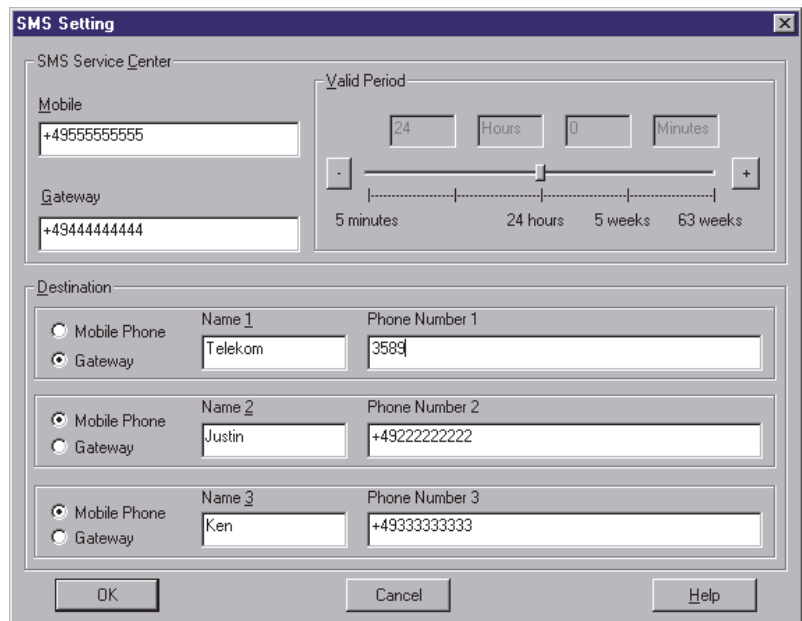 SMS Setting
SMS Service Center
Mobile
+49555555555
Gateway
+49444444444
Valid Period
24 Hours 0 Minutes
- +
5 minutes 24 hours 5 weeks 63 weeks
Destination
Mobile Phone
Gateway
Name 1 Phone Number 1
Telekom 3589
Mobile Phone
Gateway
Name 2 Phone Number 2
Justin +49222222222
Mobile Phone
Gateway
Name 3 Phone Number 3
Ken +49333333333
OK Cancel Help